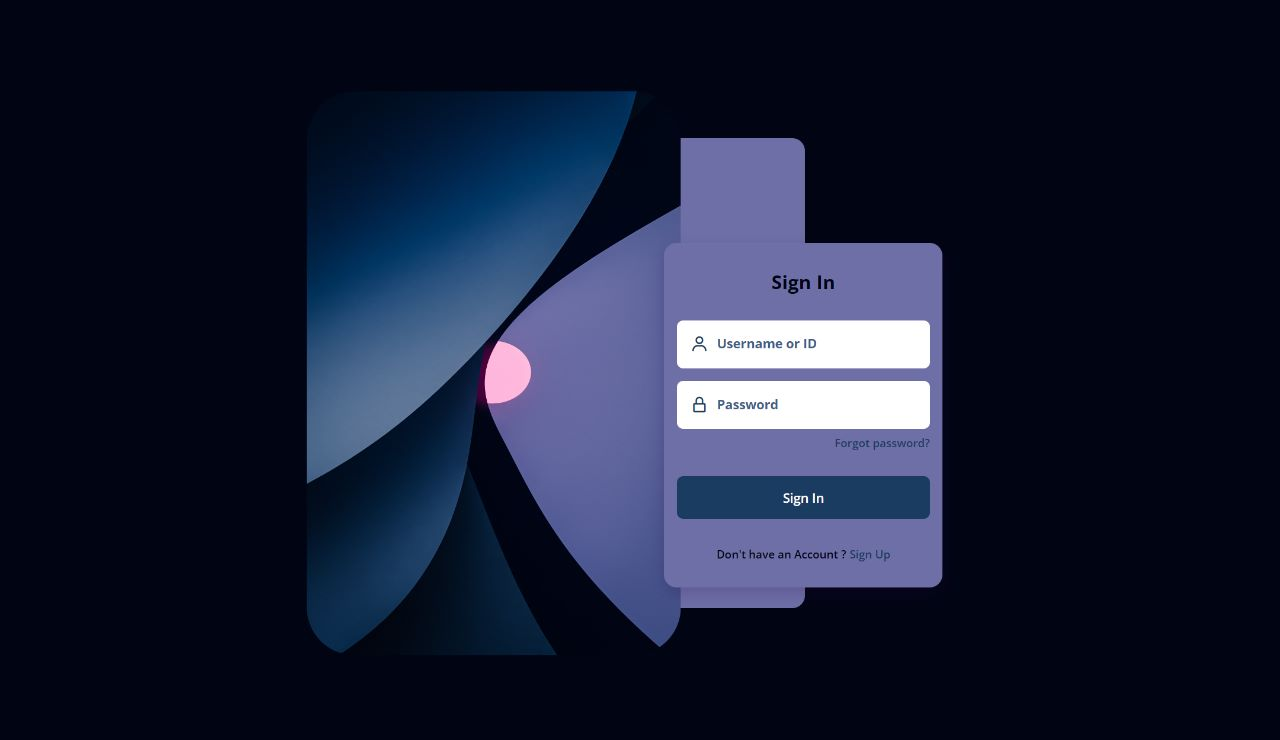 Sign In
Username or ID
Password
Forgot password?
Sign In
Don't have an Account ? Sign Up